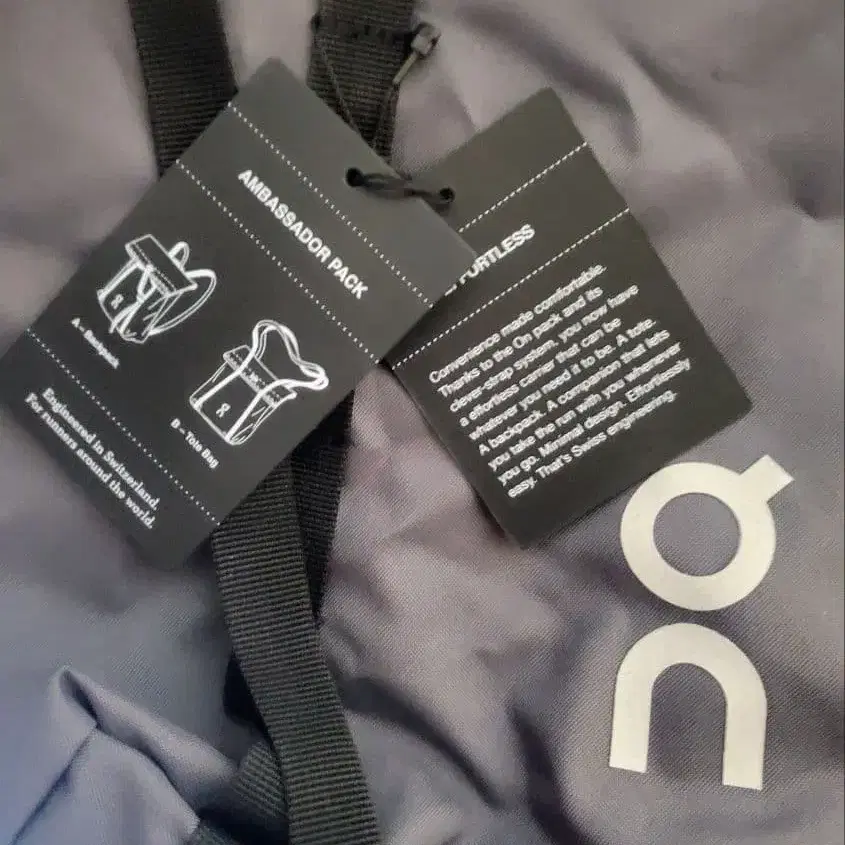 AMBASSADOR PACK
A – Backpack
B – Tote Bag
Engineered in Switzerland.
For runners around the world.
Convenience made comfortable.
Thanks to the On pack and its
clever-strap system, you now have
a effortless carrier that can be
whatever you need it to be. A tote.
A backpack. A companion that lets
you take the run with you whenever
you go. Minimal design. Effortlessly
easy. That's Swiss engineering.
On